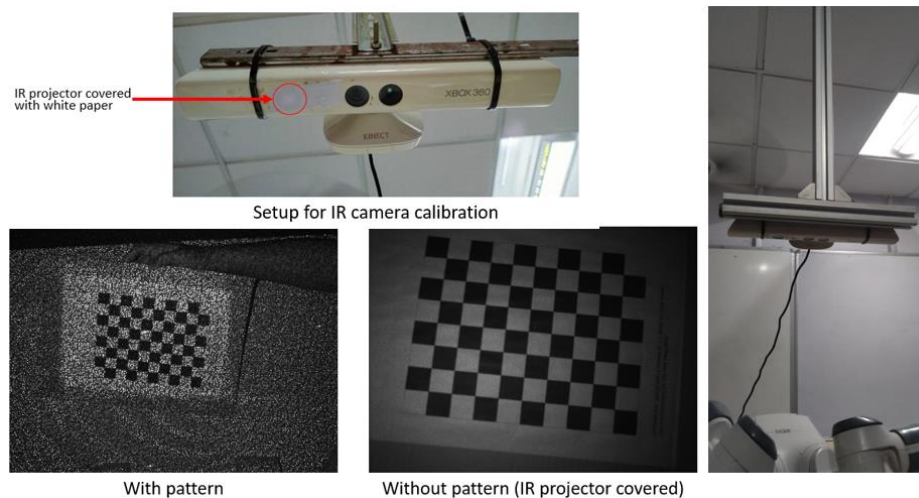 IR projector covered
with white paper
XBOX 360
KINECT
Setup for IR camera calibration
With pattern
Without pattern (IR projector covered)